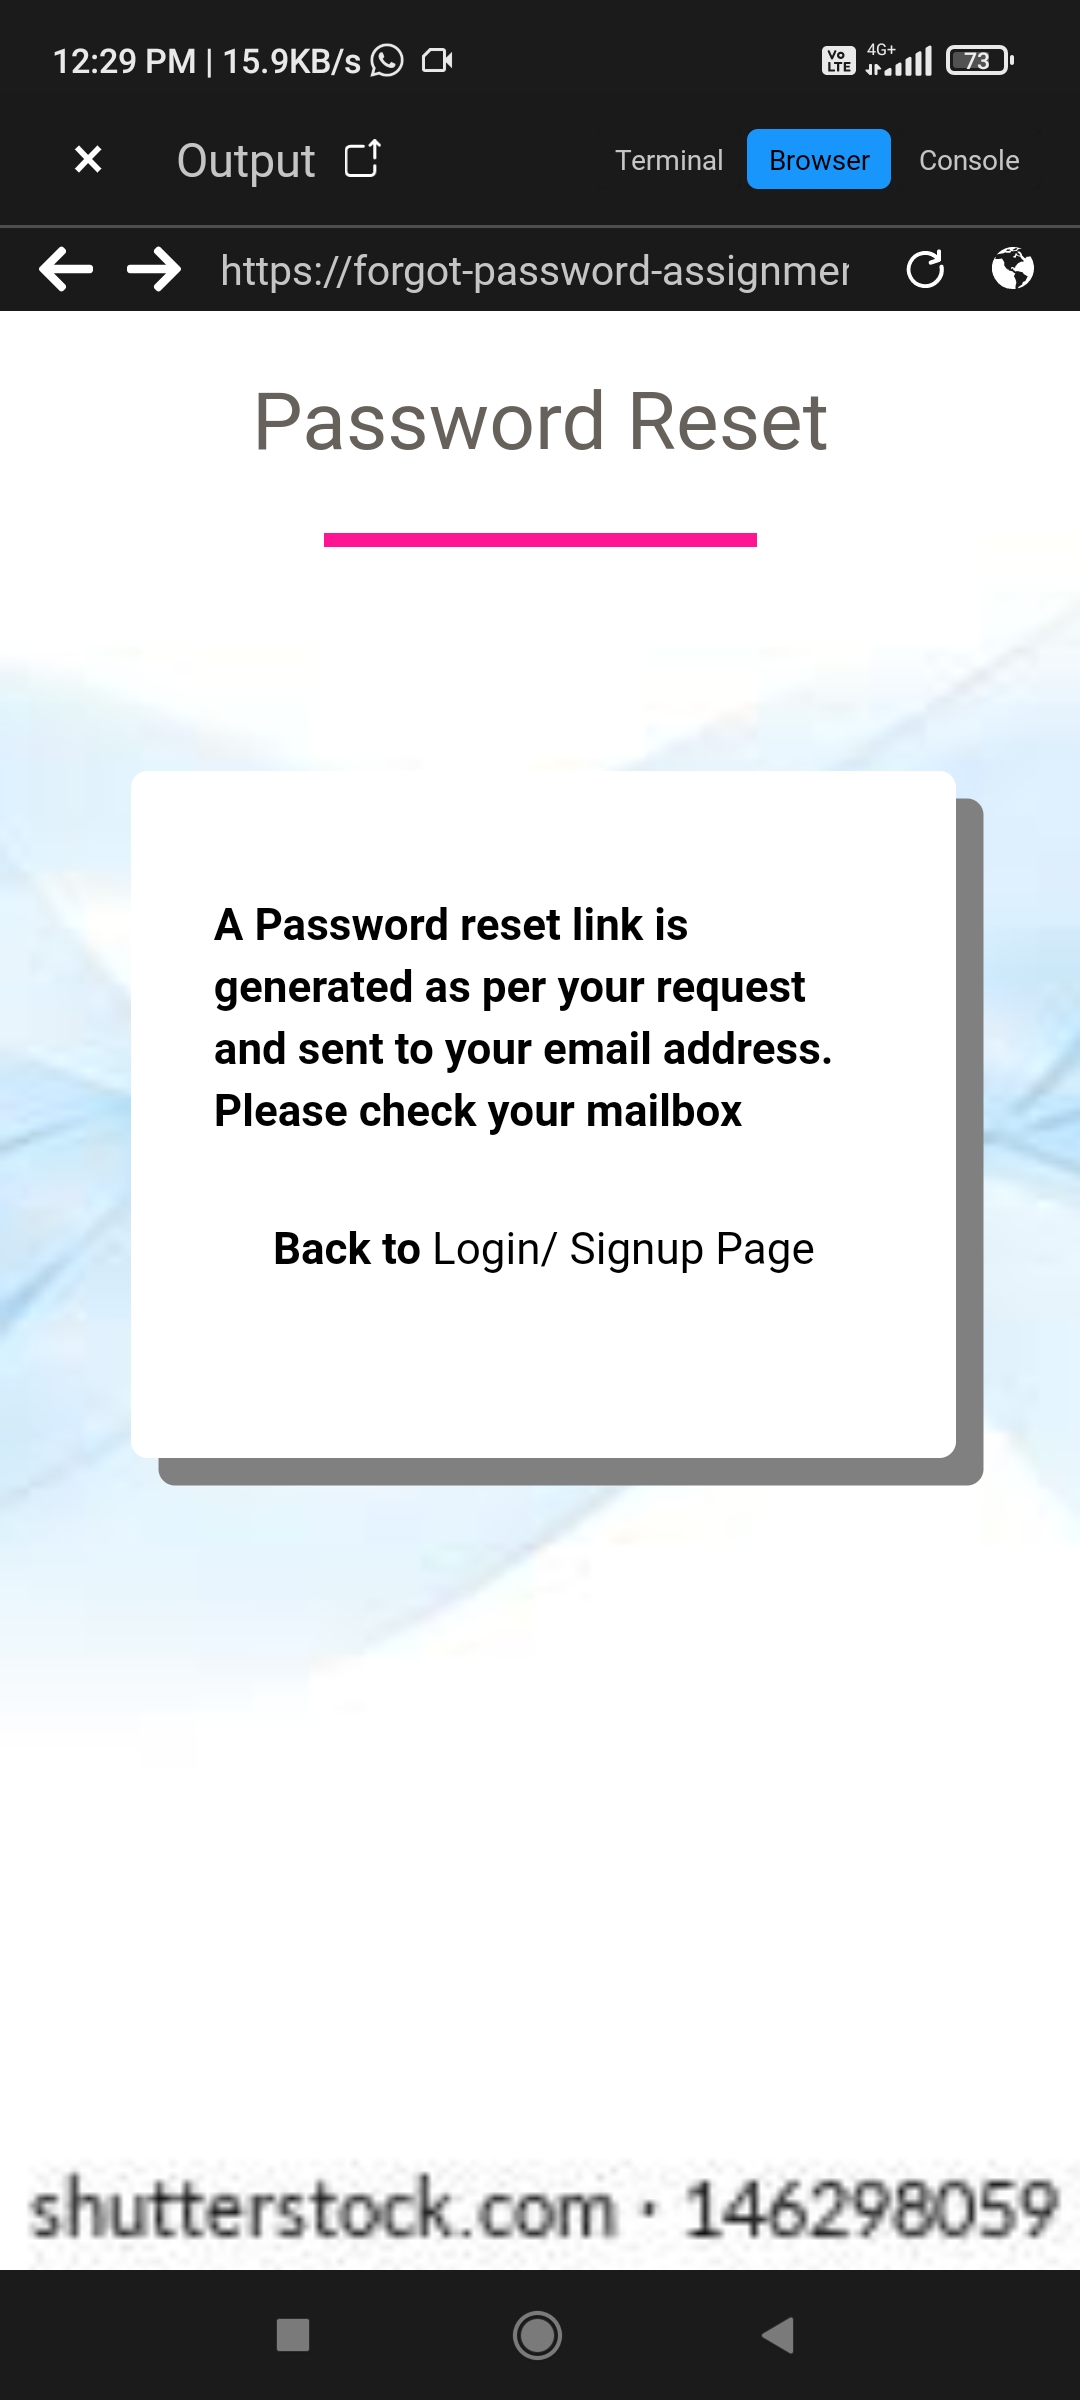 12:29 PM | 15.9KB/s
Vo LTE 4G+ 73
Output Terminal Browser Console
https://forgot-password-assignmer
Password Reset
A Password reset link is
generated as per your request
and sent to your email address.
Please check your mailbox
Back to Login/ Signup Page
shutterstock.com · 146298059